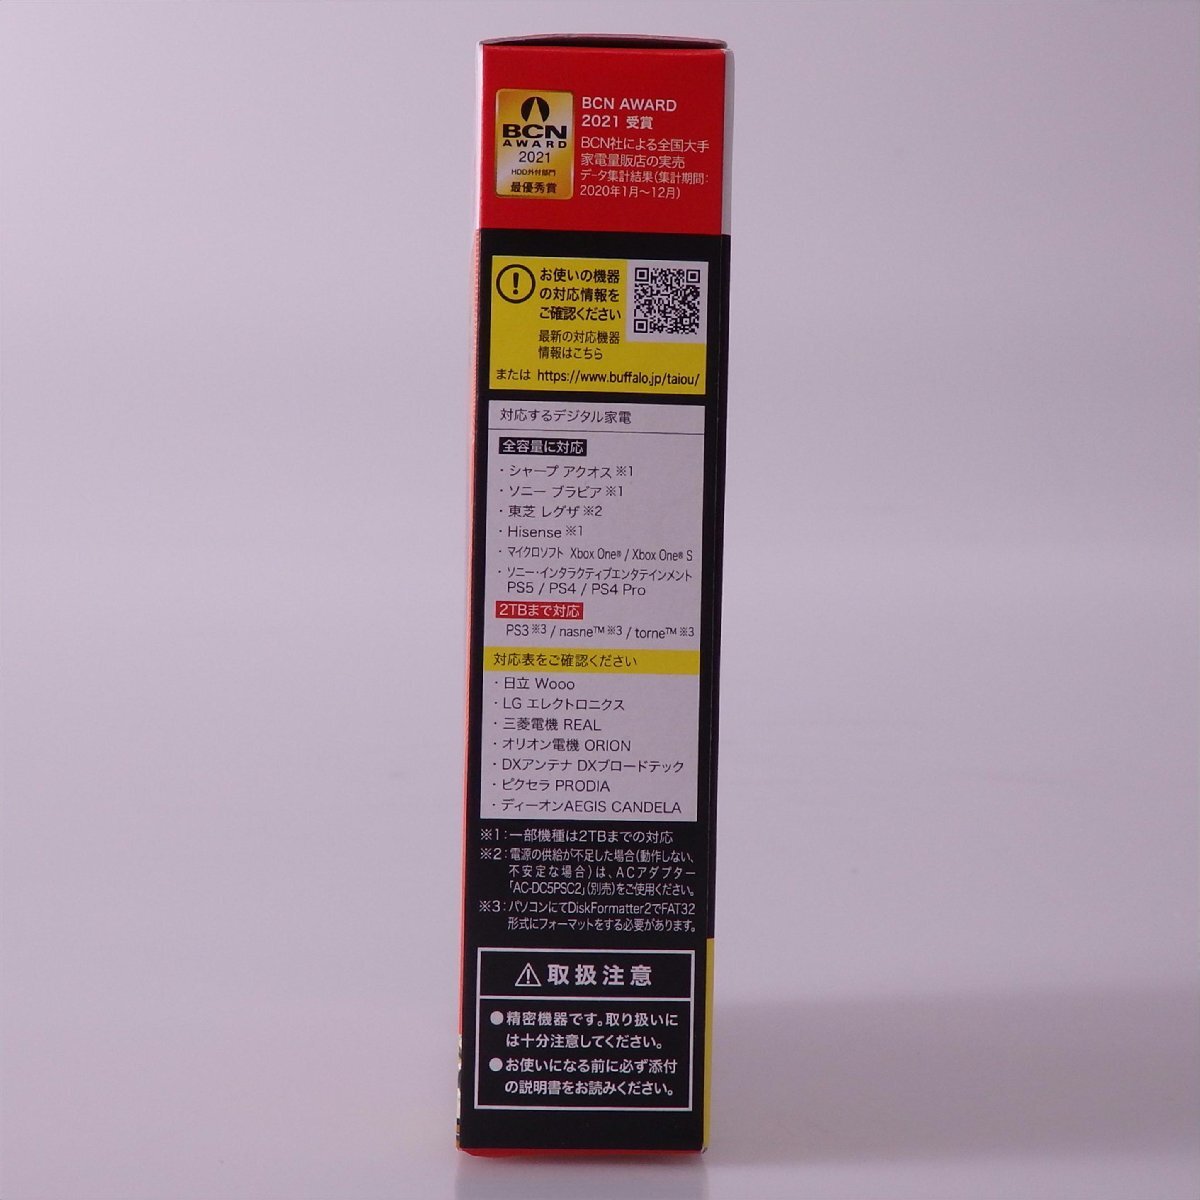 BCN
AWARD
2021
HDD外付部門
最優秀賞
BCN AWARD
2021 受賞
BCN社による全国大手
家電量販店の実売
データ集計結果(集計期間:
2020年1月〜12月)
お使いの機器
の対応情報を
ご確認ください
最新の対応機器
情報はこちら
または https://www.buffalo.jp/taiou/
対応するデジタル家電
全容量に対応
・シャープ アクオス※1
・ソニー ブラビア※1
・東芝 レグザ※2
・Hisense※1
・マイクロソフト Xbox One® / Xbox One® S
・ソニー・インタラクティブエンタテインメント
PS5 / PS4 / PS4 Pro
2TBまで対応
PS3※3 / nasne™※3 / torne™※3
対応表をご確認ください
・日立 Wooo
・LG エレクトロニクス
・三菱電機 REAL
・オリオン電機 ORION
・DXアンテナ DXブロードテック
・ピクセラ PRODIA
・ディーオンAEGIS CANDELA
※1:一部機種は2TBまでの対応
※2:電源の供給が不足した場合(動作しない、
不安定な場合)は、ACアダプター
「AC-DC5PSC2」(別売)をご使用ください。
※3:パソコンにてDiskFormatter2でFAT32
形式にフォーマットをする必要があります。
⚠取扱注意
●精密機器です。取り扱いに
は十分注意してください。
●お使いになる前に必ず添付
の説明書をお読みください。